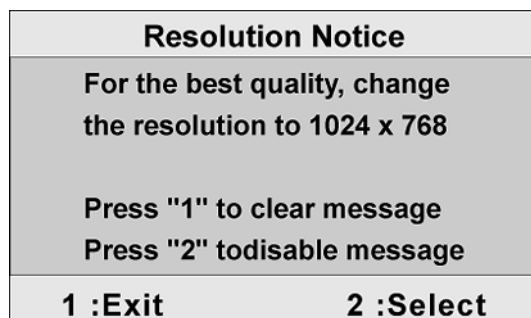 Resolution Notice
For the best quality, change
the resolution to 1024 x 768
Press "1" to clear message
Press "2" todisable message
1 :Exit 2 :Select